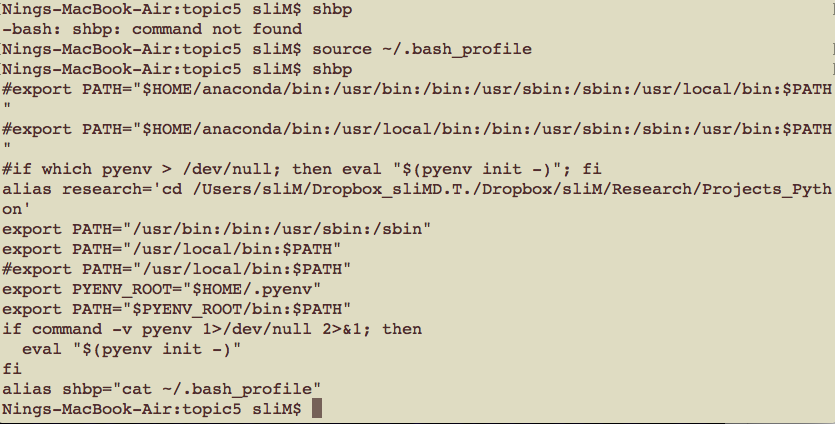 [Nings-MacBook-Air:topic5 sliM$ shbp ]
-bash: shbp: command not found
[Nings-MacBook-Air:topic5 sliM$ source ~/.bash_profile ]
[Nings-MacBook-Air:topic5 sliM$ shbp ]
#export PATH="$HOME/anaconda/bin:/usr/bin:/bin:/usr/sbin:/sbin:/usr/local/bin:$PATH
"
#export PATH="$HOME/anaconda/bin:/usr/local/bin:/bin:/usr/sbin:/sbin:/usr/bin:$PATH
"
#if which pyenv > /dev/null; then eval "$(pyenv init -)"; fi
alias research='cd /Users/sliM/Dropbox_sliMD.T./Dropbox/sliM/Research/Projects_Pyth
on'
export PATH="/usr/bin:/bin:/usr/sbin:/sbin"
export PATH="/usr/local/bin:$PATH"
#export PATH="/usr/local/bin:$PATH"
export PYENV_ROOT="$HOME/.pyenv"
export PATH="$PYENV_ROOT/bin:$PATH"
if command -v pyenv 1>/dev/null 2>&1; then
  eval "$(pyenv init -)"
fi
alias shbp="cat ~/.bash_profile"
Nings-MacBook-Air:topic5 sliM$